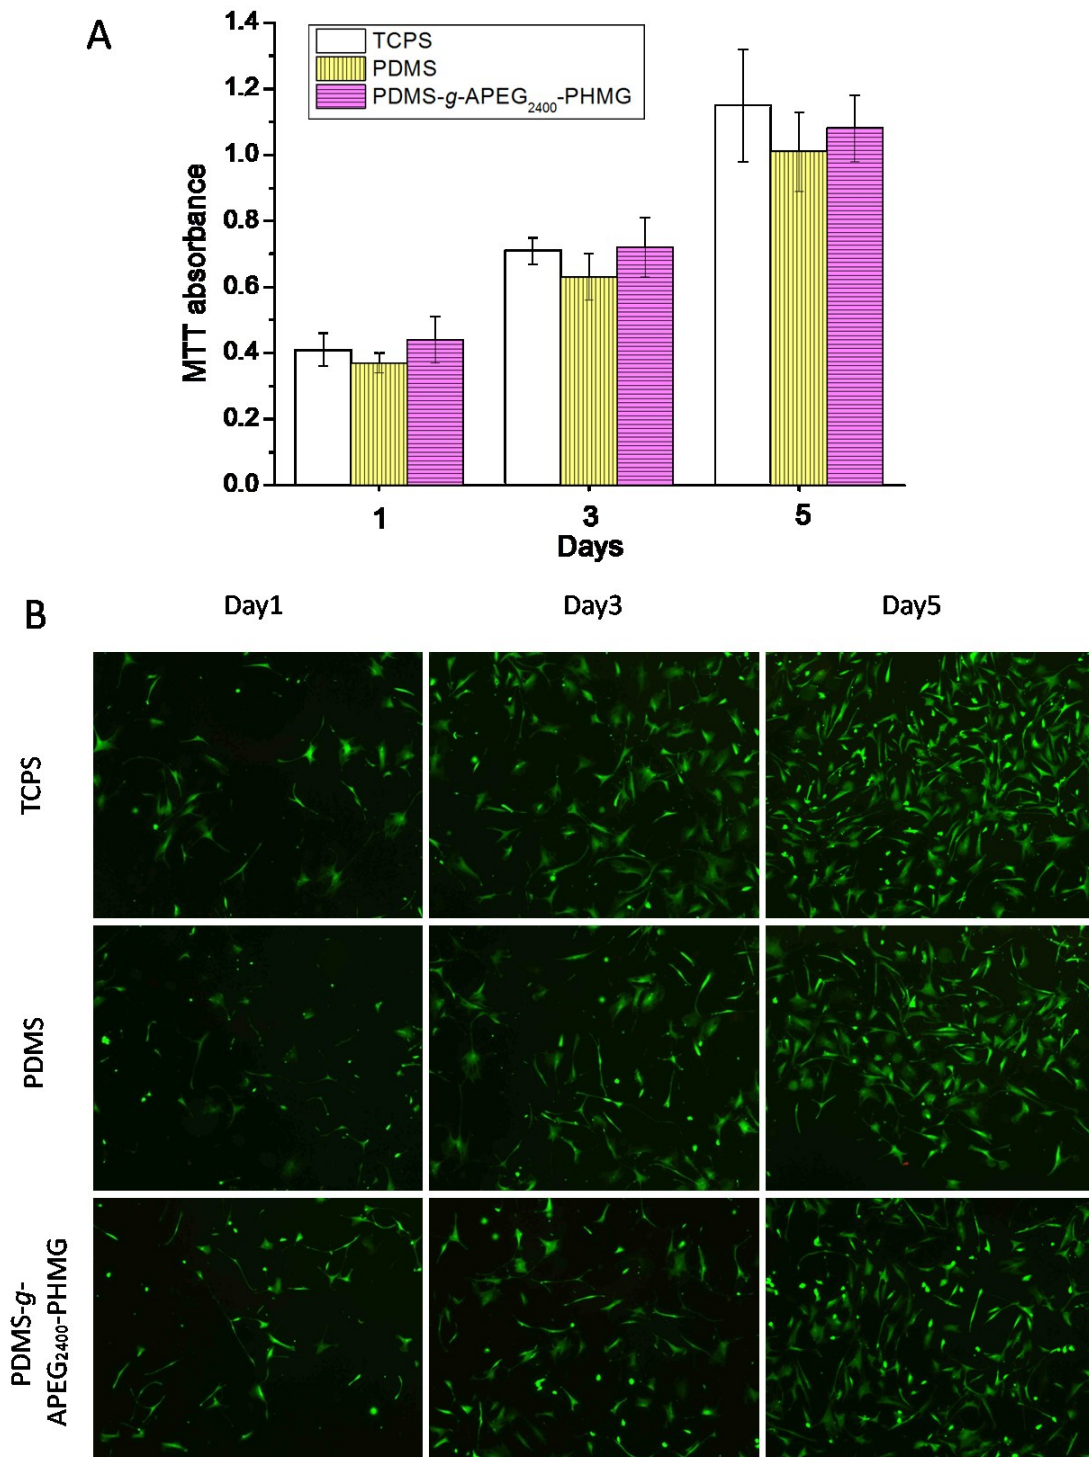 A
1.4
1.2
1.0
0.8
0.6
0.4
0.2
0.0
MTT absorbance
TCPS
PDMS
PDMS-g-APEG2400-PHMG
1 3 5
Days
B
Day1 Day3 Day5
TCPS
PDMS
PDMS-g-
APEG2400-PHMG